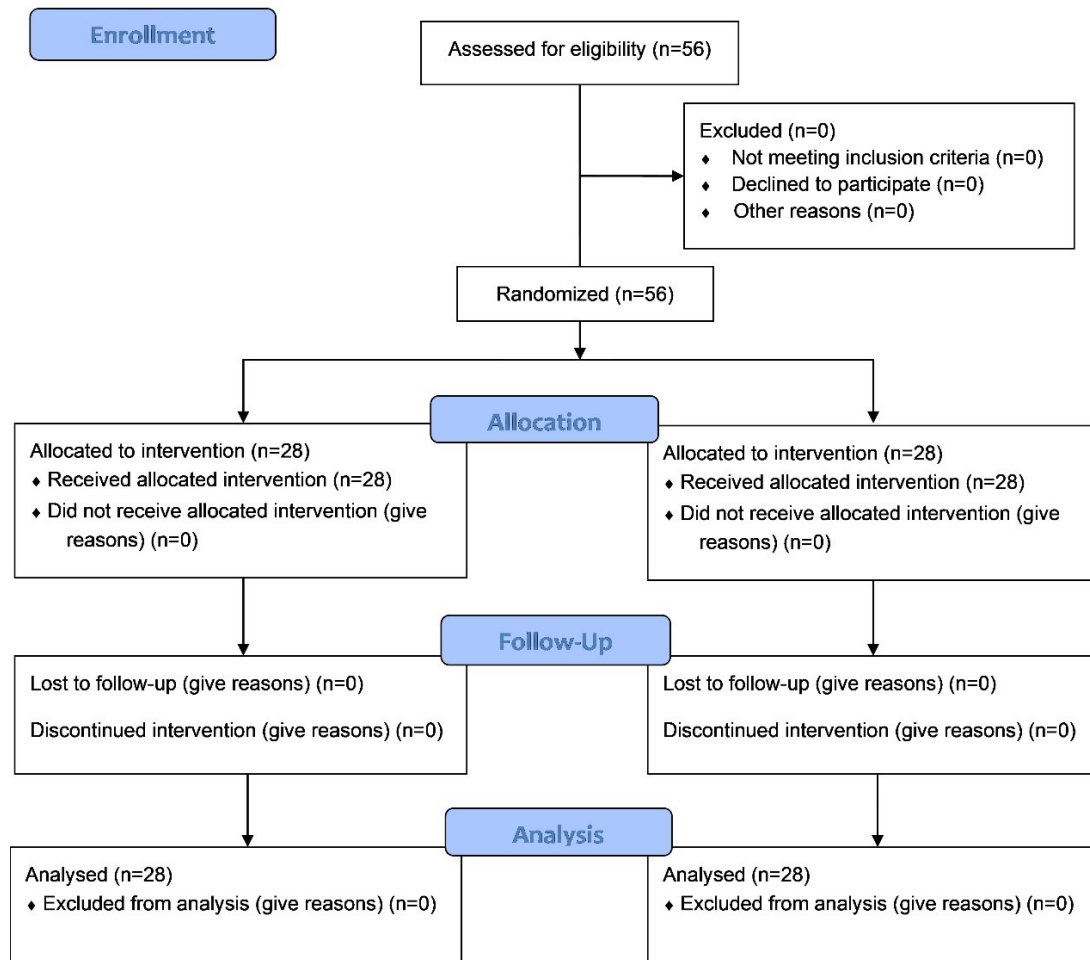 Enrollment
Assessed for eligibility (n=56)
Excluded (n=0)
♦ Not meeting inclusion criteria (n=0)
♦ Declined to participate (n=0)
♦ Other reasons (n=0)
Randomized (n=56)
Allocation
Allocated to intervention (n=28)
♦ Received allocated intervention (n=28)
♦ Did not receive allocated intervention (give
reasons) (n=0)
Allocated to intervention (n=28)
♦ Received allocated intervention (n=28)
♦ Did not receive allocated intervention (give
reasons) (n=0)
Follow-Up
Lost to follow-up (give reasons) (n=0)
Discontinued intervention (give reasons) (n=0)
Lost to follow-up (give reasons) (n=0)
Discontinued intervention (give reasons) (n=0)
Analysis
Analysed (n=28)
♦ Excluded from analysis (give reasons) (n=0)
Analysed (n=28)
♦ Excluded from analysis (give reasons) (n=0)